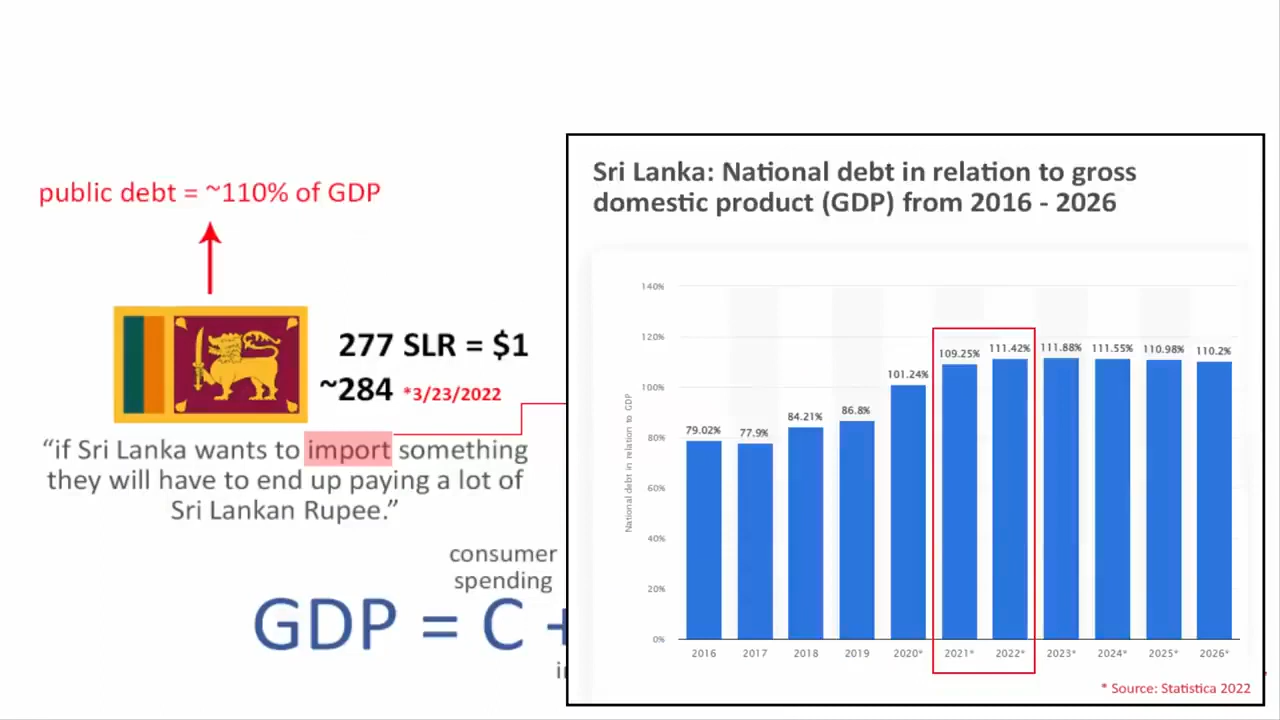 public debt = ~110% of GDP
277 SLR = $1
~284 *3/23/2022
“if Sri Lanka wants to import something
they will have to end up paying a lot of
Sri Lankan Rupee.”
consumer
spending
GDP = C +
Sri Lanka: National debt in relation to gross
domestic product (GDP) from 2016 - 2026
National debt in relation to GDP
140%
120%
100%
80%
60%
40%
20%
0%
79.02%
77.9%
84.21%
86.8%
101.24%
109.25%
111.42%
111.88%
111.55%
110.98%
110.2%
2016
2017
2018
2019
2020*
2021*
2022*
2023*
2024*
2025*
2026*
* Source: Statistica 2022